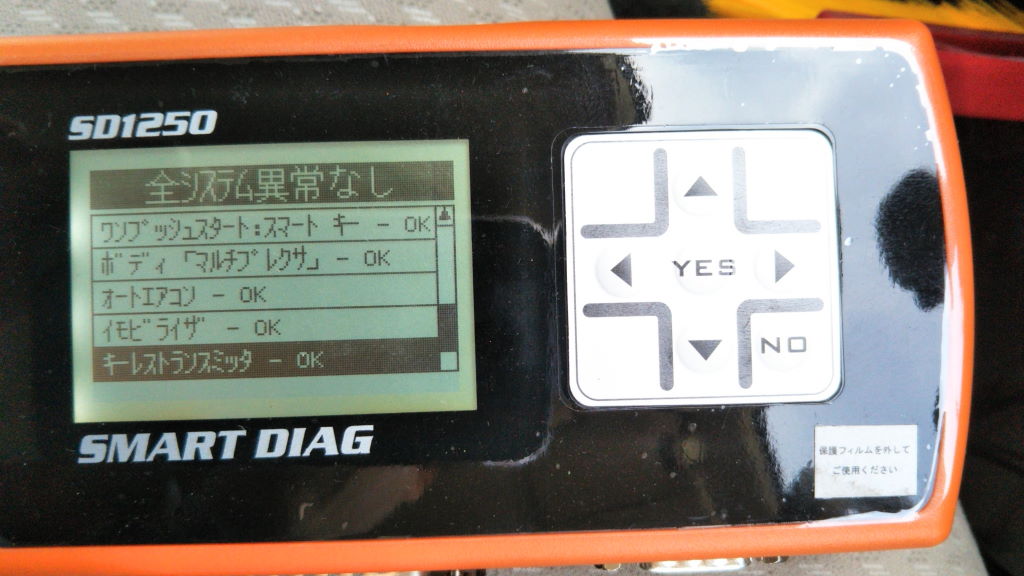 SD1250
全システム異常なし
ワンプッシュスタート:スマート キー - OK
ボディ「マルチプレクサ」 - OK
オートエアコン - OK
イモビライザ - OK
キーレストランスミッタ - OK
SMART DIAG
YES
NO
保護フィルムを外して
ご使用ください